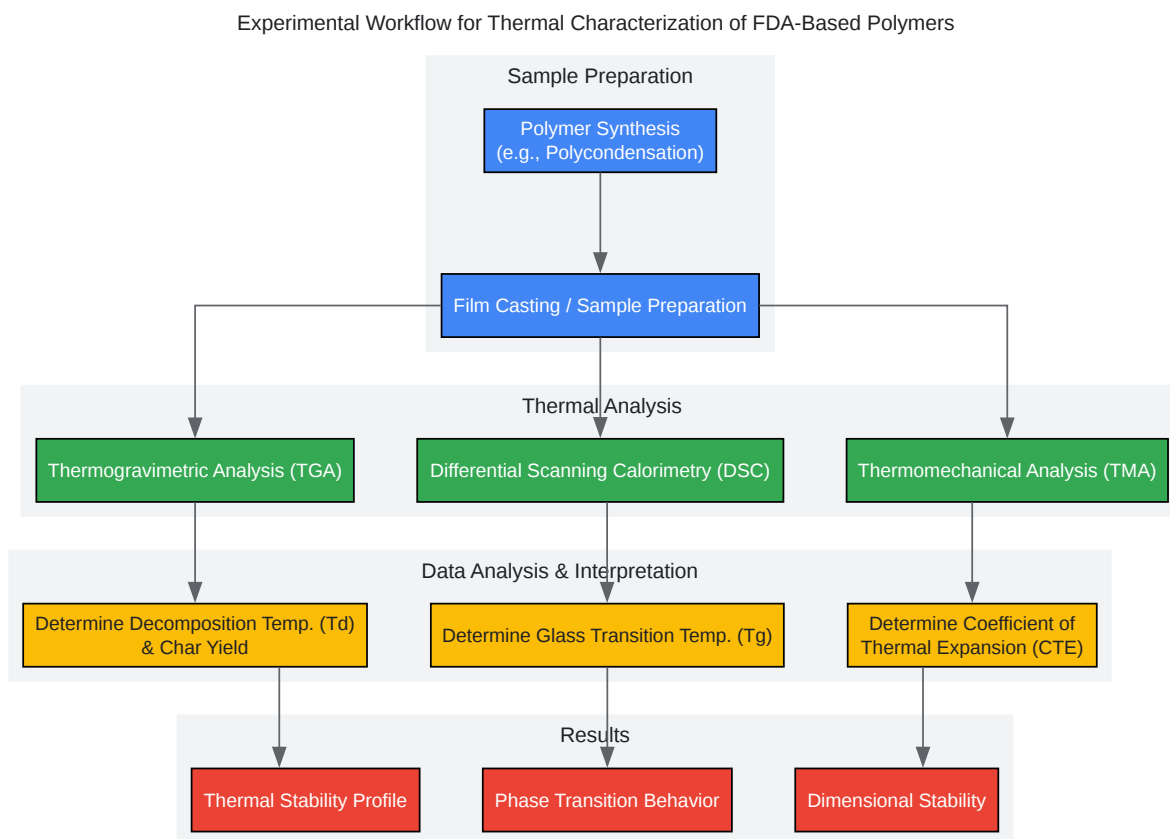 Experimental Workflow for Thermal Characterization of FDA-Based Polymers
Sample Preparation
Polymer Synthesis
(e.g., Polycondensation)
Film Casting / Sample Preparation
Thermal Analysis
Thermogravimetric Analysis (TGA)
Differential Scanning Calorimetry (DSC)
Thermomechanical Analysis (TMA)
Data Analysis & Interpretation
Determine Decomposition Temp. (Td)
& Char Yield
Determine Glass Transition Temp. (Tg)
Determine Coefficient of
Thermal Expansion (CTE)
Results
Thermal Stability Profile
Phase Transition Behavior
Dimensional Stability